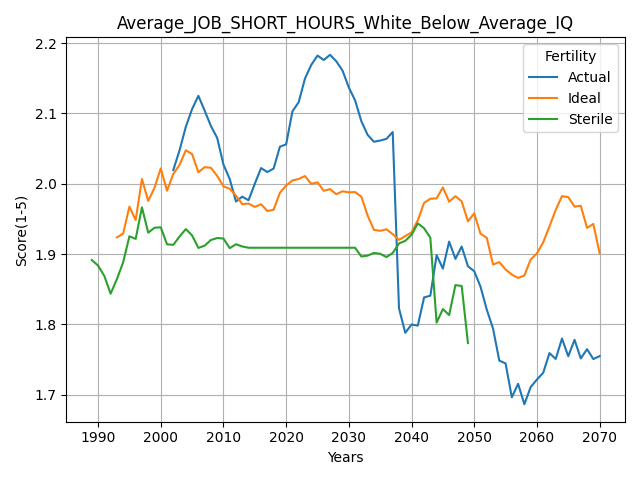 Average_JOB_SHORT_HOURS_White_Below_Average_IQ
Fertility
Actual
Ideal
Sterile
Score(1-5)
2.2
2.1
2.0
1.9
1.8
1.7
1990 2000 2010 2020 2030 2040 2050 2060 2070
Years